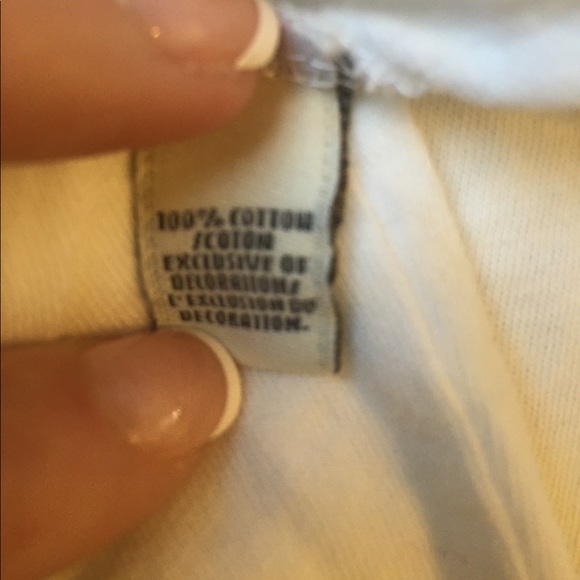 100% COTTON
/COTON
EXCLUSIVE OF
DECORATIONS
L'EXCLUSION DU
DECORATION.